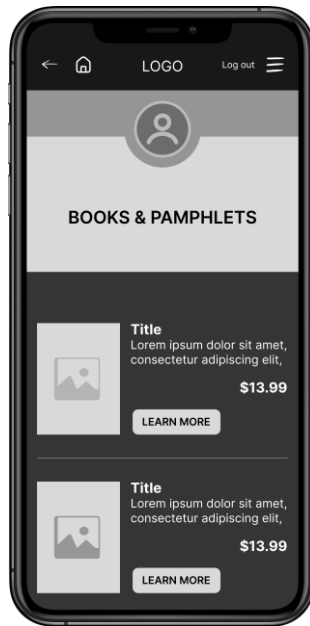 LOGO
Log out
BOOKS & PAMPHLETS
Title
Lorem ipsum dolor sit amet,
consectetur adipiscing elit,
$13.99
LEARN MORE
Title
Lorem ipsum dolor sit amet,
consectetur adipiscing elit,
$13.99
LEARN MORE